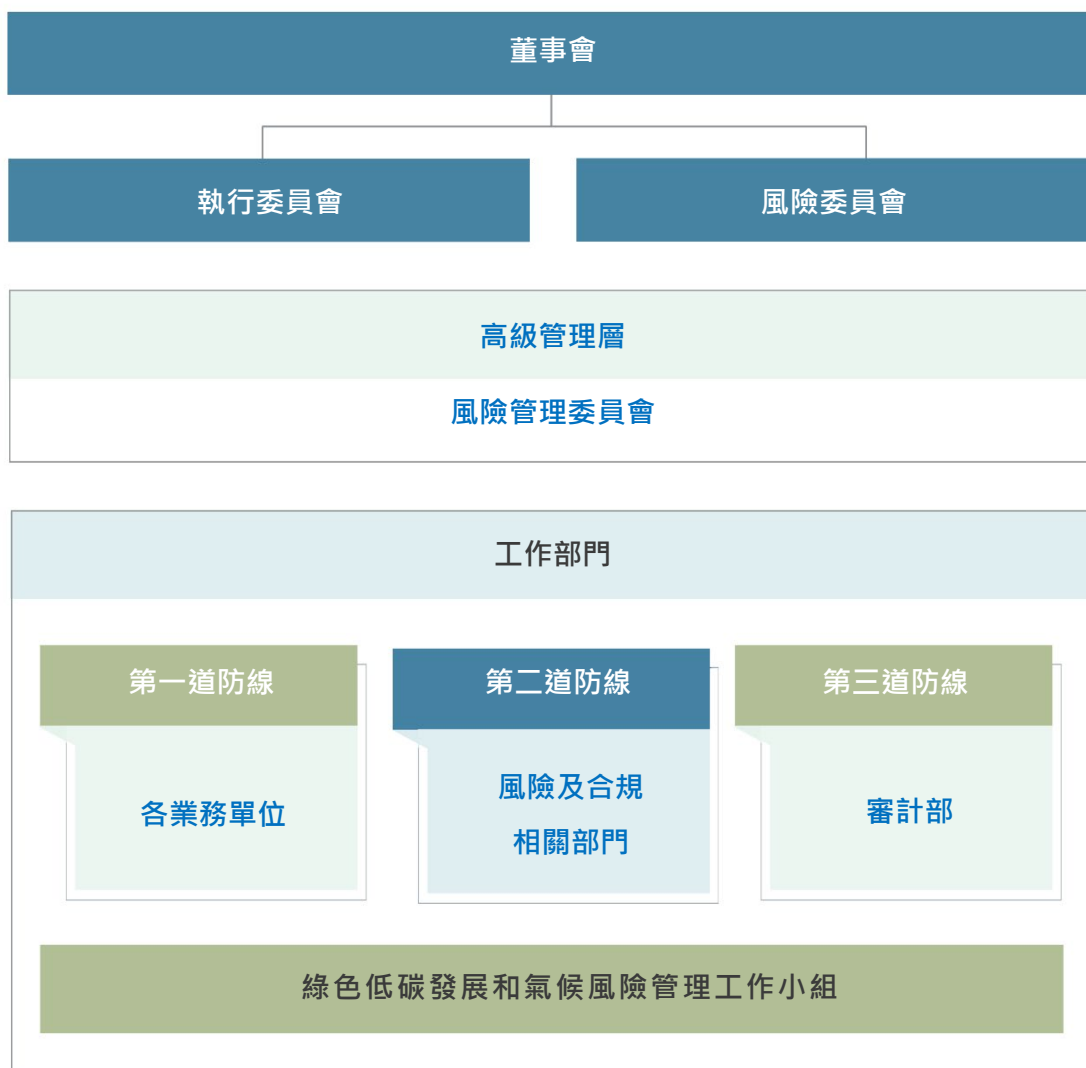 董事會
執行委員會
風險委員會
高級管理層
風險管理委員會
工作部門
第一道防線
第二道防線
第三道防線
各業務單位
風險及合規
相關部門
審計部
綠色低碳發展和氣候風險管理工作小組